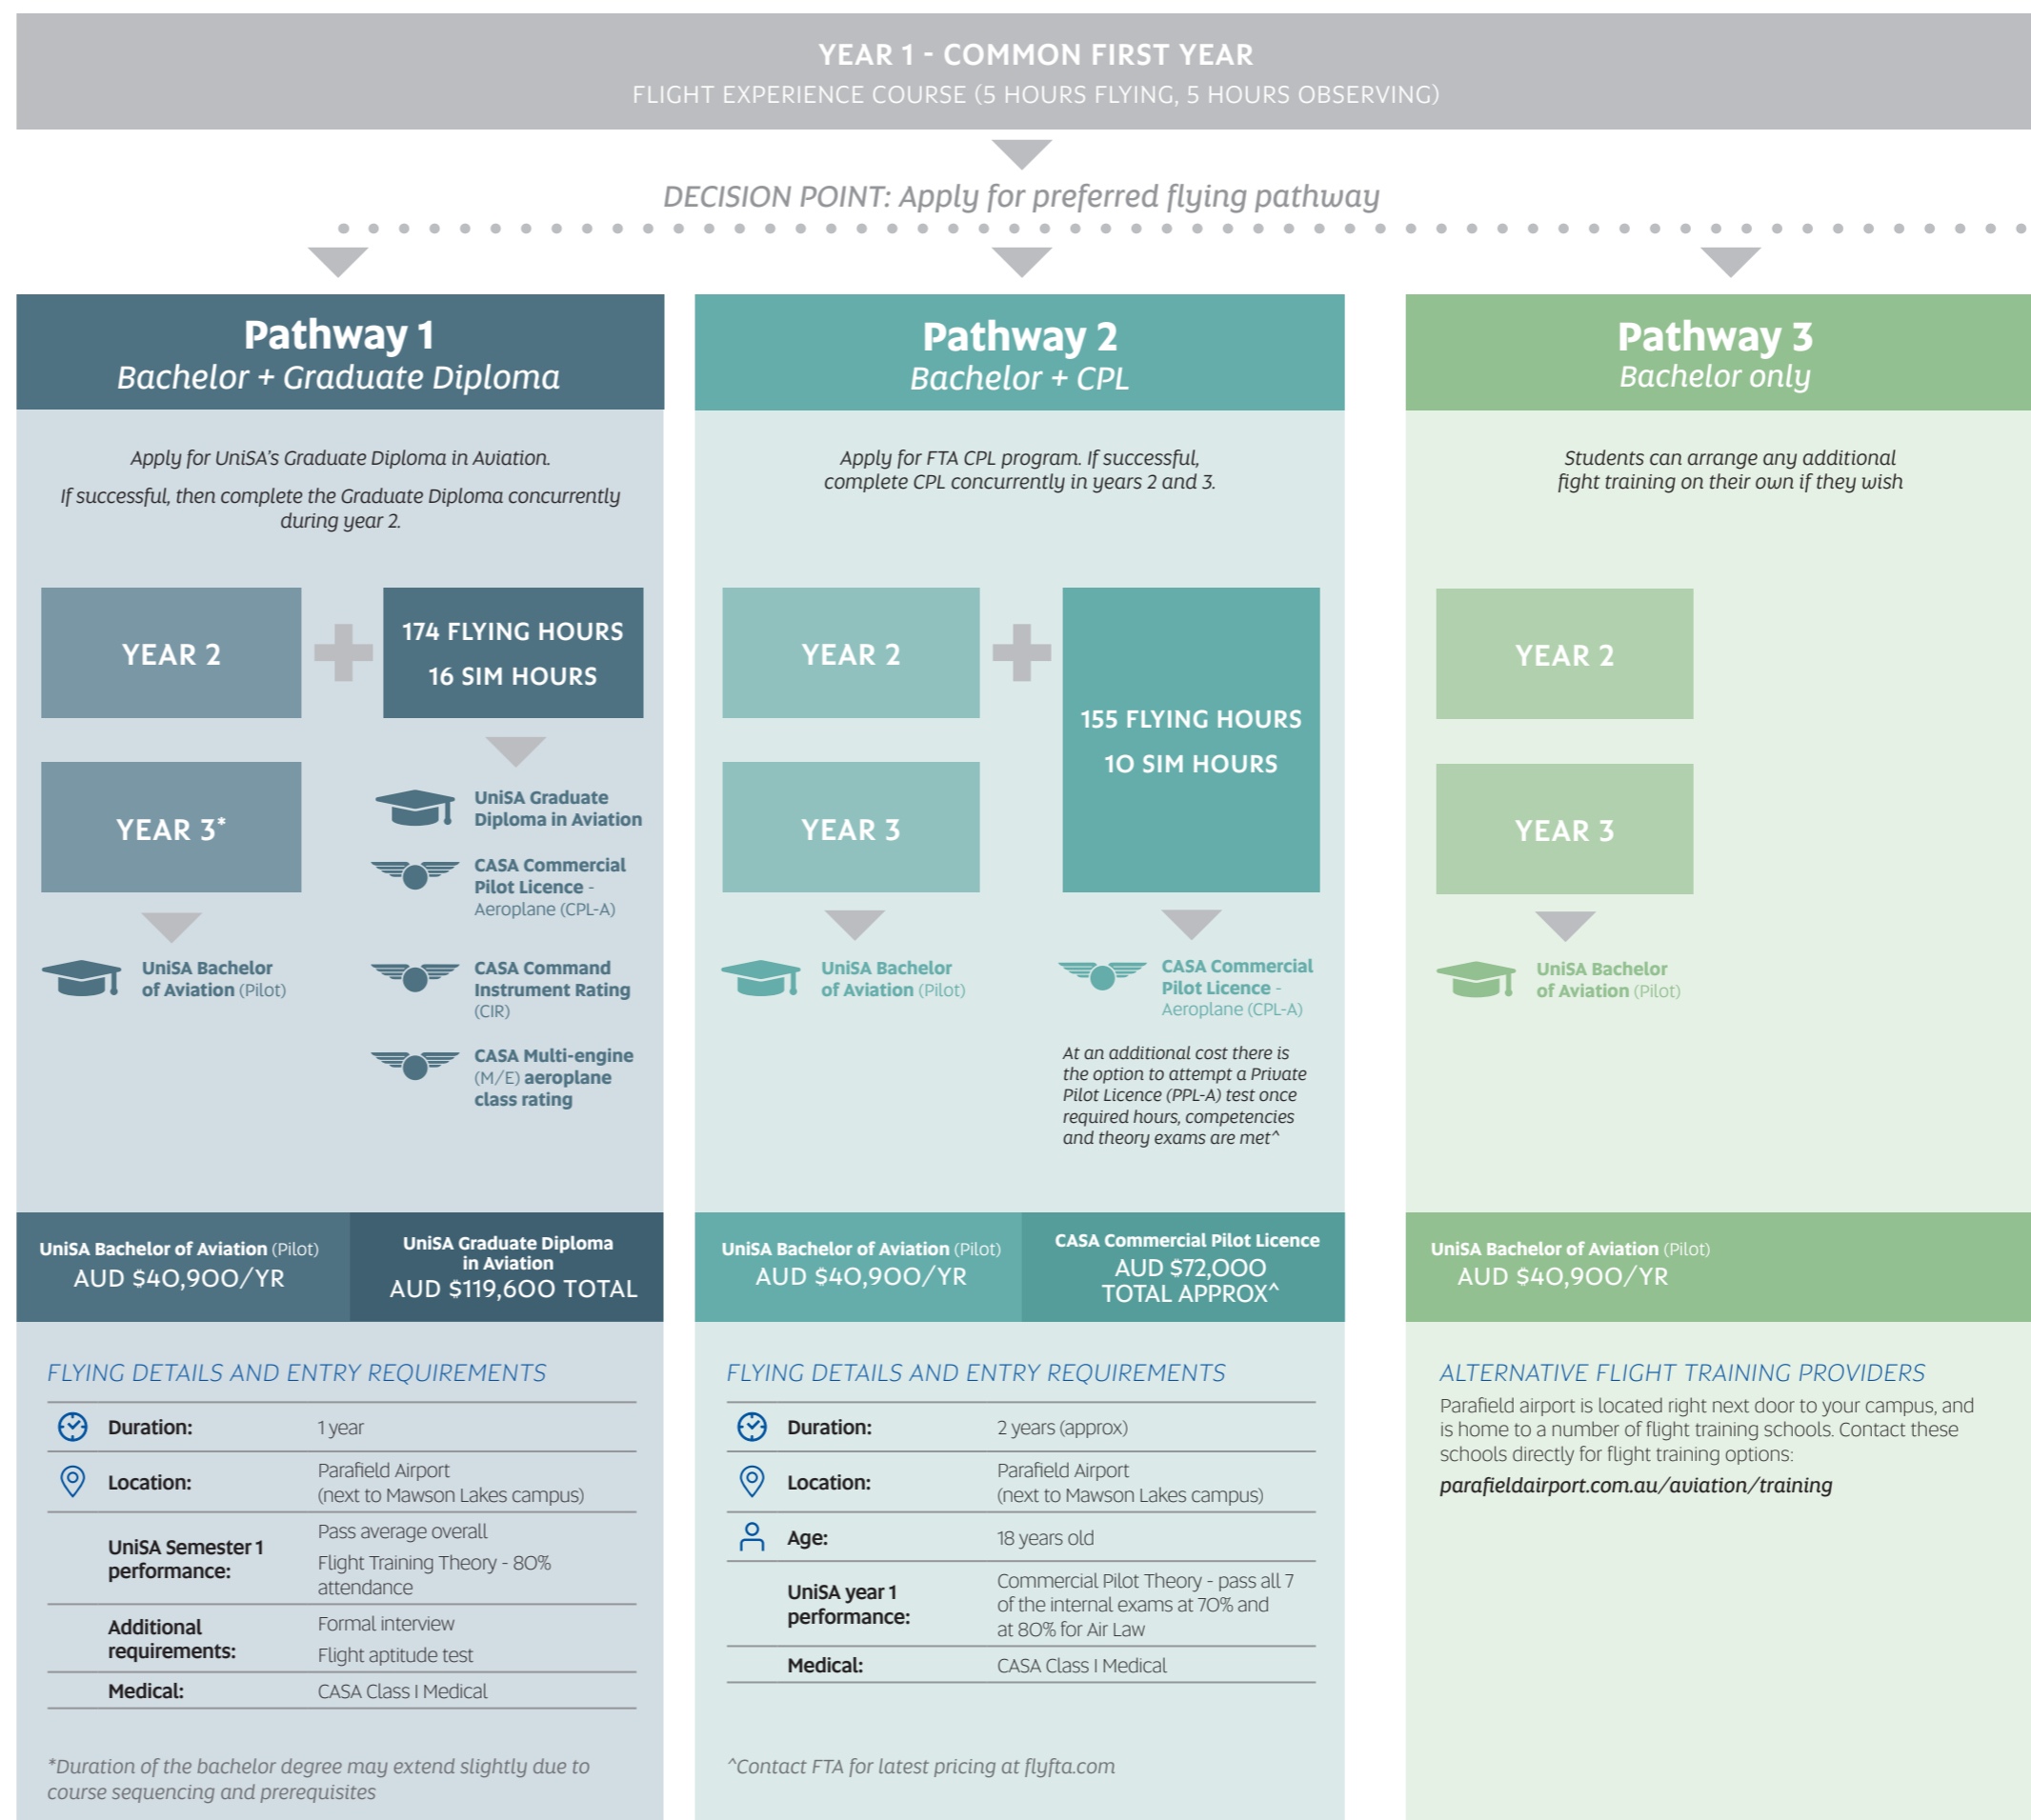 YEAR 1 - COMMON FIRST YEAR
FLIGHT EXPERIENCE COURSE (5 HOURS FLYING, 5 HOURS OBSERVING)
DECISION POINT: Apply for preferred flying pathway
Pathway 1
Bachelor + Graduate Diploma
Apply for UniSA's Graduate Diploma in Aviation.
If successful, then complete the Graduate Diploma concurrently
during year 2.
YEAR 2
174 FLYING HOURS
16 SIM HOURS
YEAR 3*
UniSA Graduate
Diploma in Aviation
CASA Commercial
Pilot Licence -
Aeroplane (CPL-A)
UniSA Bachelor
of Aviation (Pilot)
CASA Command
Instrument Rating
(CIR)
CASA Multi-engine
(M/E) aeroplane
class rating
UniSA Bachelor of Aviation (Pilot)
AUD $40,900/YR
UniSA Graduate Diploma
in Aviation
AUD $119,600 TOTAL
FLYING DETAILS AND ENTRY REQUIREMENTS
Duration:
1 year
Location:
Parafield Airport
(next to Mawson Lakes campus)
UniSA Semester 1
performance:
Pass average overall
Flight Training Theory - 80%
attendance
Additional
requirements:
Formal interview
Flight aptitude test
Medical:
CASA Class I Medical
*Duration of the bachelor degree may extend slightly due to
course sequencing and prerequisites
Pathway 2
Bachelor + CPL
Apply for FTA CPL program. If successful,
complete CPL concurrently in years 2 and 3.
YEAR 2
155 FLYING HOURS
10 SIM HOURS
YEAR 3
UniSA Bachelor
of Aviation (Pilot)
CASA Commercial
Pilot Licence -
Aeroplane (CPL-A)
At an additional cost there is
the option to attempt a Private
Pilot Licence (PPL-A) test once
required hours, competencies
and theory exams are met^
UniSA Bachelor of Aviation (Pilot)
AUD $40,900/YR
CASA Commercial Pilot Licence
AUD $72,000
TOTAL APPROX^
FLYING DETAILS AND ENTRY REQUIREMENTS
Duration:
2 years (approx)
Location:
Parafield Airport
(next to Mawson Lakes campus)
Age:
18 years old
UniSA year 1
performance:
Commercial Pilot Theory - pass all 7
of the internal exams at 70% and
at 80% for Air Law
Medical:
CASA Class I Medical
^Contact FTA for latest pricing at flyfta.com
Pathway 3
Bachelor only
Students can arrange any additional
fight training on their own if they wish
YEAR 2
YEAR 3
UniSA Bachelor
of Aviation (Pilot)
UniSA Bachelor of Aviation (Pilot)
AUD $40,900/YR
ALTERNATIVE FLIGHT TRAINING PROVIDERS
Parafield airport is located right next door to your campus, and
is home to a number of flight training schools. Contact these
schools directly for flight training options:
parafieldairport.com.au/aviation/training